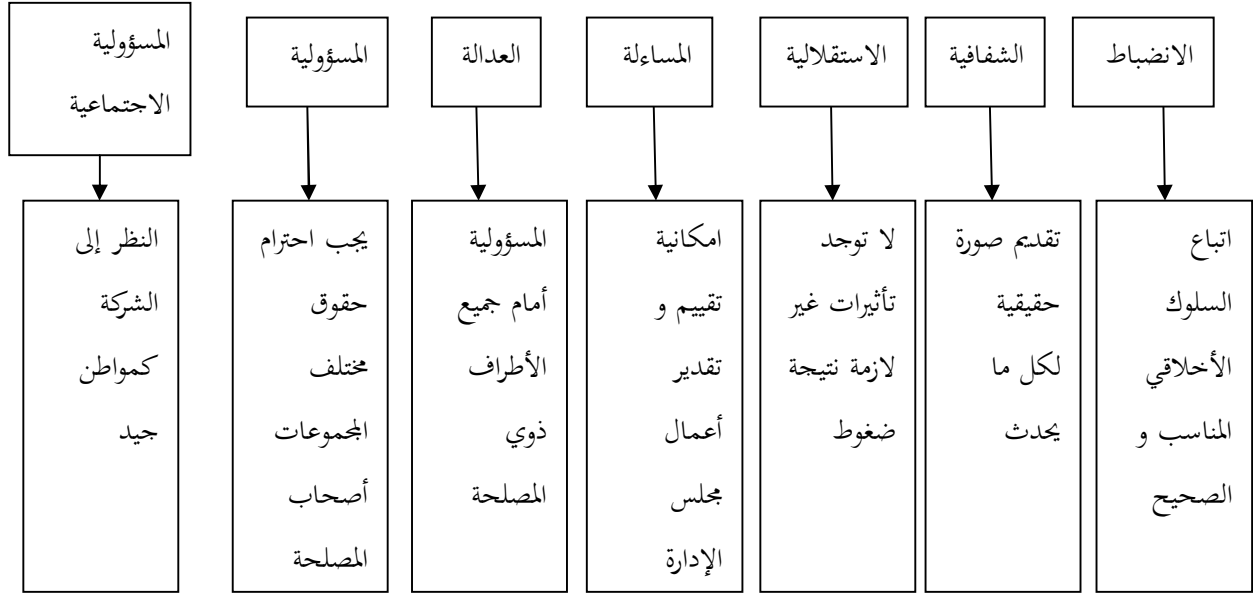 الانضباط
الشفافية
الاستقلالية
المساءلة
العدالة
المسؤولية
المسؤولية
الاجتماعية
اتباع
السلوك
الأخلاقي
المناسب و
الصحيح
تقديم صورة
حقيقية
لكل ما
يحدث
لا توجد
تأثيرات غير
لازمة نتيجة
ضغوط
امكانية
تقييم و
تقدير
أعمال
مجلس
الإدارة
المسؤولية
أمام جميع
الأطراف
ذوي
المصلحة
يجب احترام
حقوق
مختلف
المجموعات
أصحاب
المصلحة
النظر إلى
الشركة
كمواطن
جيد